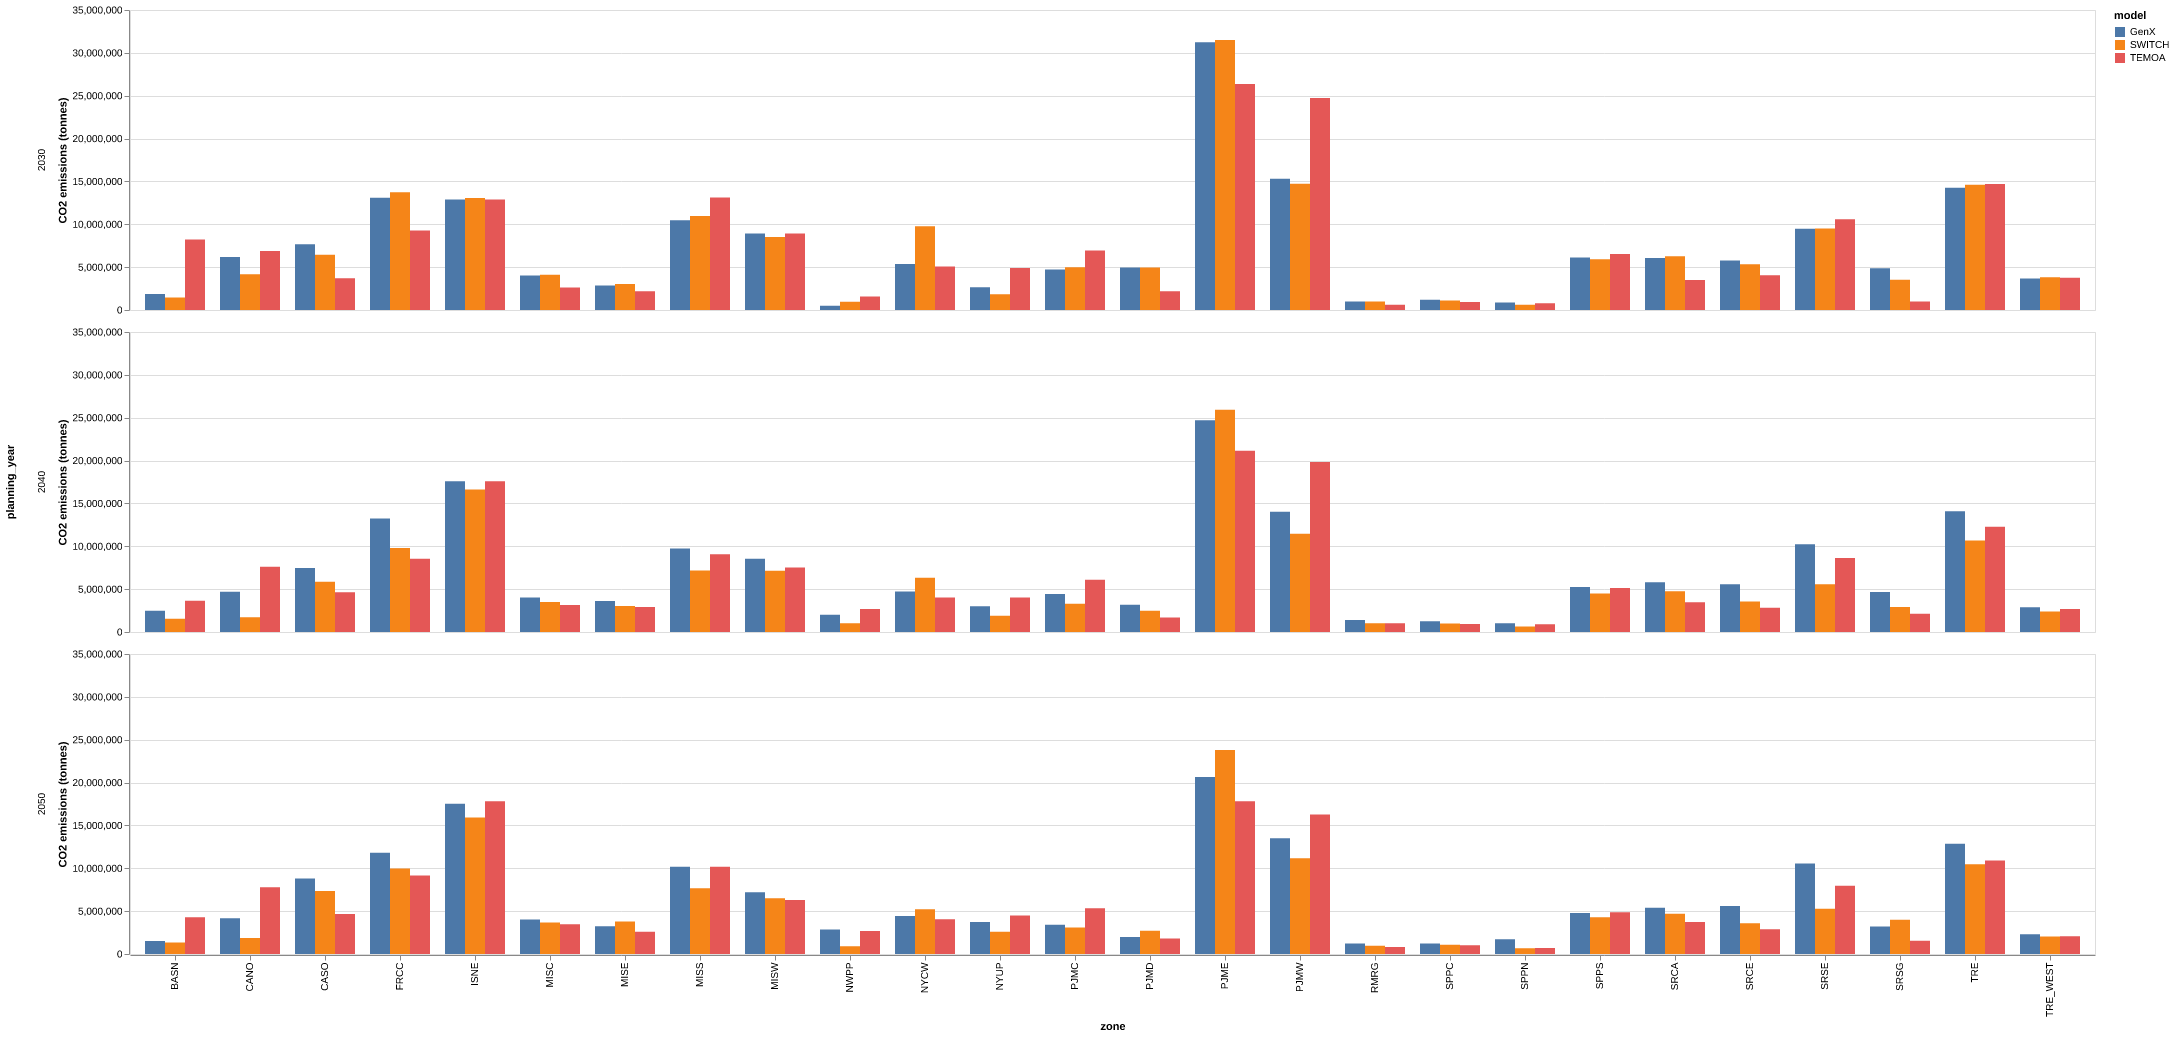 model
GenX
SWITCH
TEMOA
planning_year
2030
CO2 emissions (tonnes)
35,000,000
30,000,000
25,000,000
20,000,000
15,000,000
10,000,000
5,000,000
0
2040
CO2 emissions (tonnes)
35,000,000
30,000,000
25,000,000
20,000,000
15,000,000
10,000,000
5,000,000
0
2050
CO2 emissions (tonnes)
35,000,000
30,000,000
25,000,000
20,000,000
15,000,000
10,000,000
5,000,000
0
BASN
CANO
CASO
FRCC
ISNE
MISC
MISE
MISS
MISW
NWPP
NYCW
NYUP
PJMC
PJMD
PJME
PJMW
RMRG
SPPC
SPPN
SPPS
SRCA
SRCE
SRSE
SRSG
TRE
TRE_WEST
zone